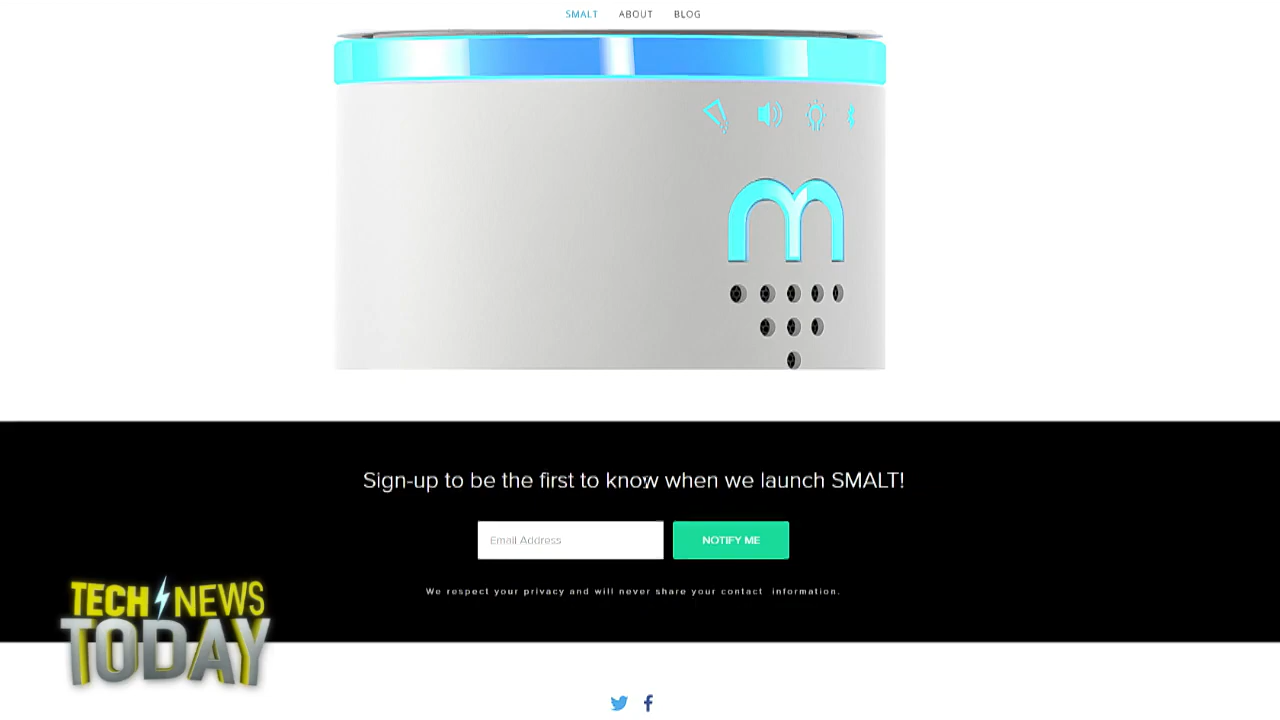 SMALT ABOUT BLOG
m
Sign-up to be the first to know when we launch SMALT!
Email Address NOTIFY ME
We respect your privacy and will never share your contact information.
TECH NEWS
TODAY